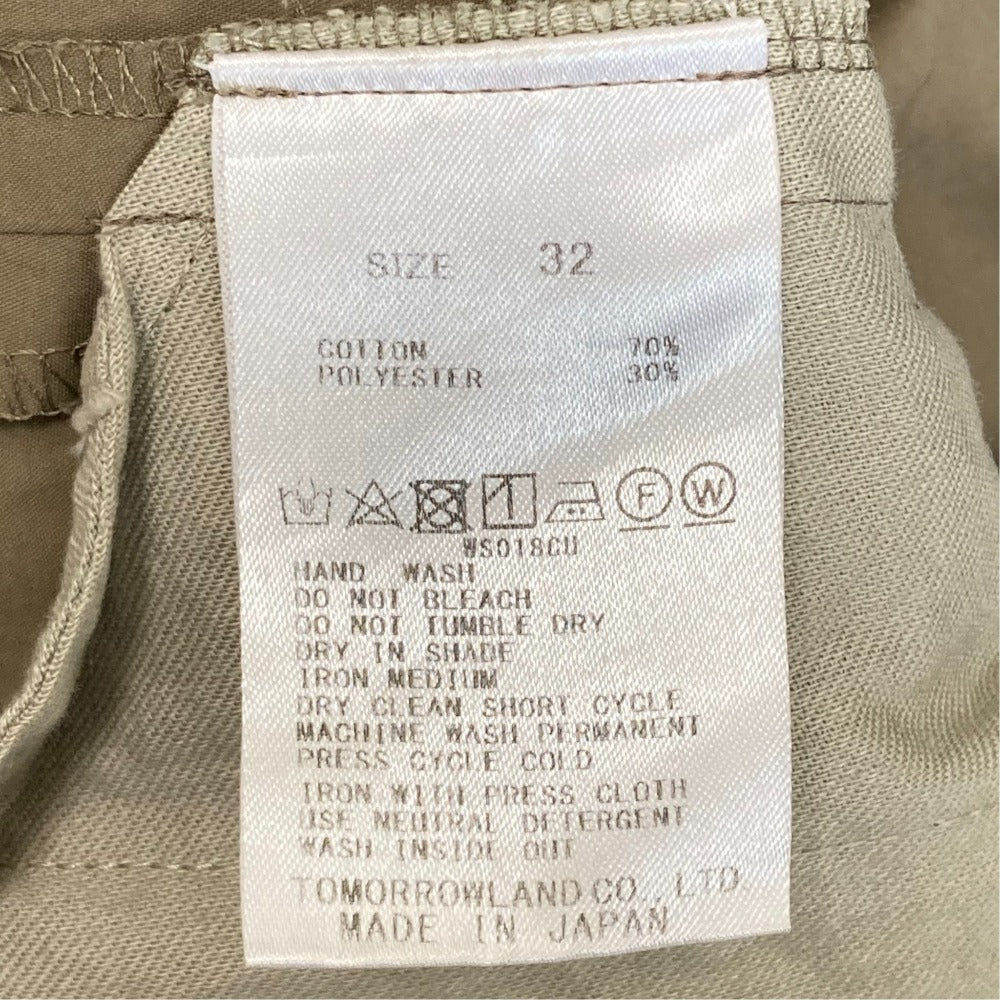 SIZE 32
COTTON 70%
POLYESTER 30%
F W
WS018CU
HAND WASH
DO NOT BLEACH
DO NOT TUMBLE DRY
DRY IN SHADE
IRON MEDIUM
DRY CLEAN SHORT CYCLE
MACHINE WASH PERMANENT
PRESS CYCLE COLD
IRON WITH PRESS CLOTH
USE NEUTRAL DETERGENT
WASH INSIDE OUT
TOMORROWLAND CO., LTD.
MADE IN JAPAN